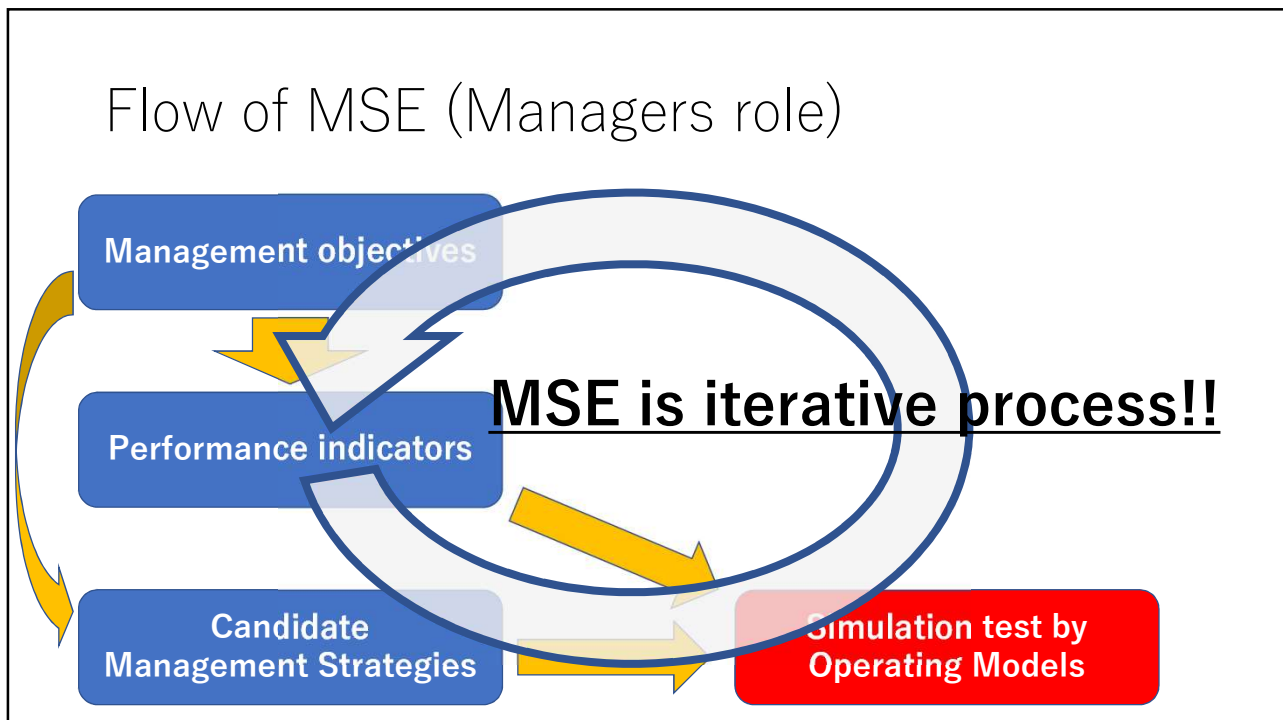 Flow of MSE (Managers role)
Management objectives
MSE is iterative process!!
Performance indicators
Candidate
Management Strategies
Simulation test by
Operating Models